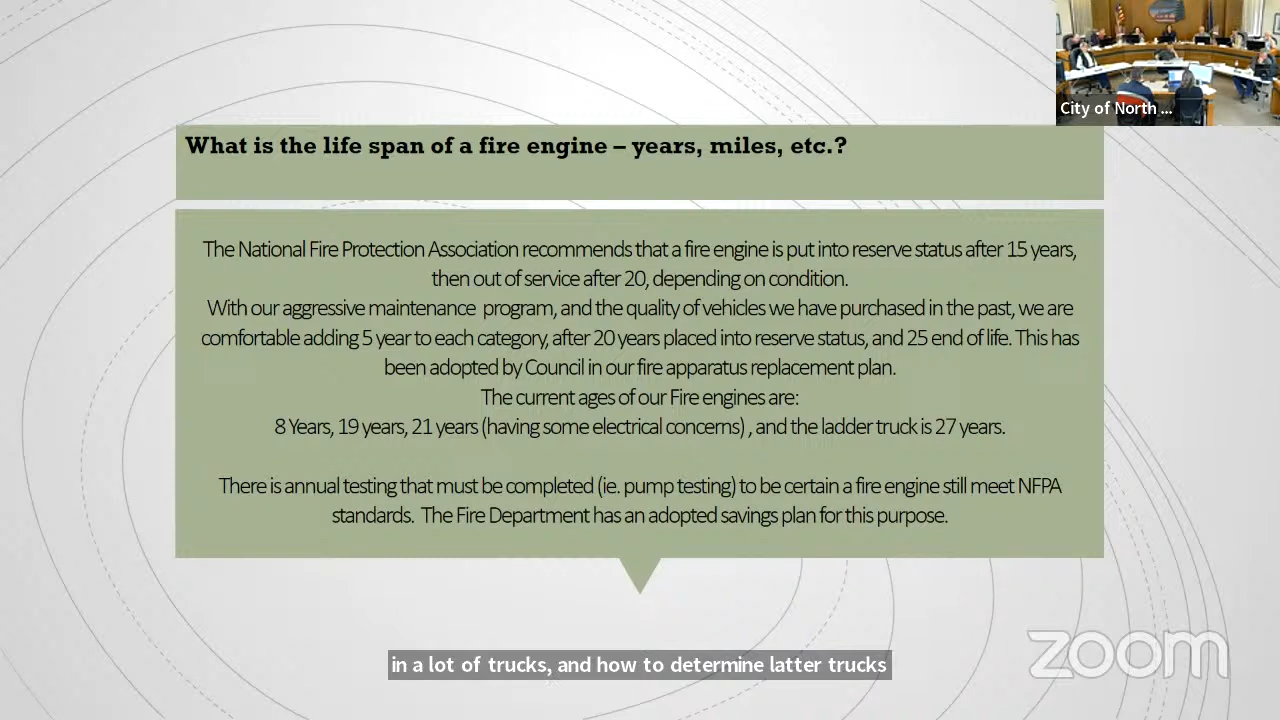 City of North ...
What is the life span of a fire engine – years, miles, etc.?
The National Fire Protection Association recommends that a fire engine is put into reserve status after 15 years,
then out of service after 20, depending on condition.
With our aggressive maintenance program, and the quality of vehicles we have purchased in the past, we are
comfortable adding 5 year to each category, after 20 years placed into reserve status, and 25 end of life. This has
been adopted by Council in our fire apparatus replacement plan.
The current ages of our Fire engines are:
8 Years, 19 years, 21 years (having some electrical concerns) , and the ladder truck is 27 years.
There is annual testing that must be completed (ie. pump testing) to be certain a fire engine still meet NFPA
standards. The Fire Department has an adopted savings plan for this purpose.
in a lot of trucks, and how to determine latter trucks
zoom